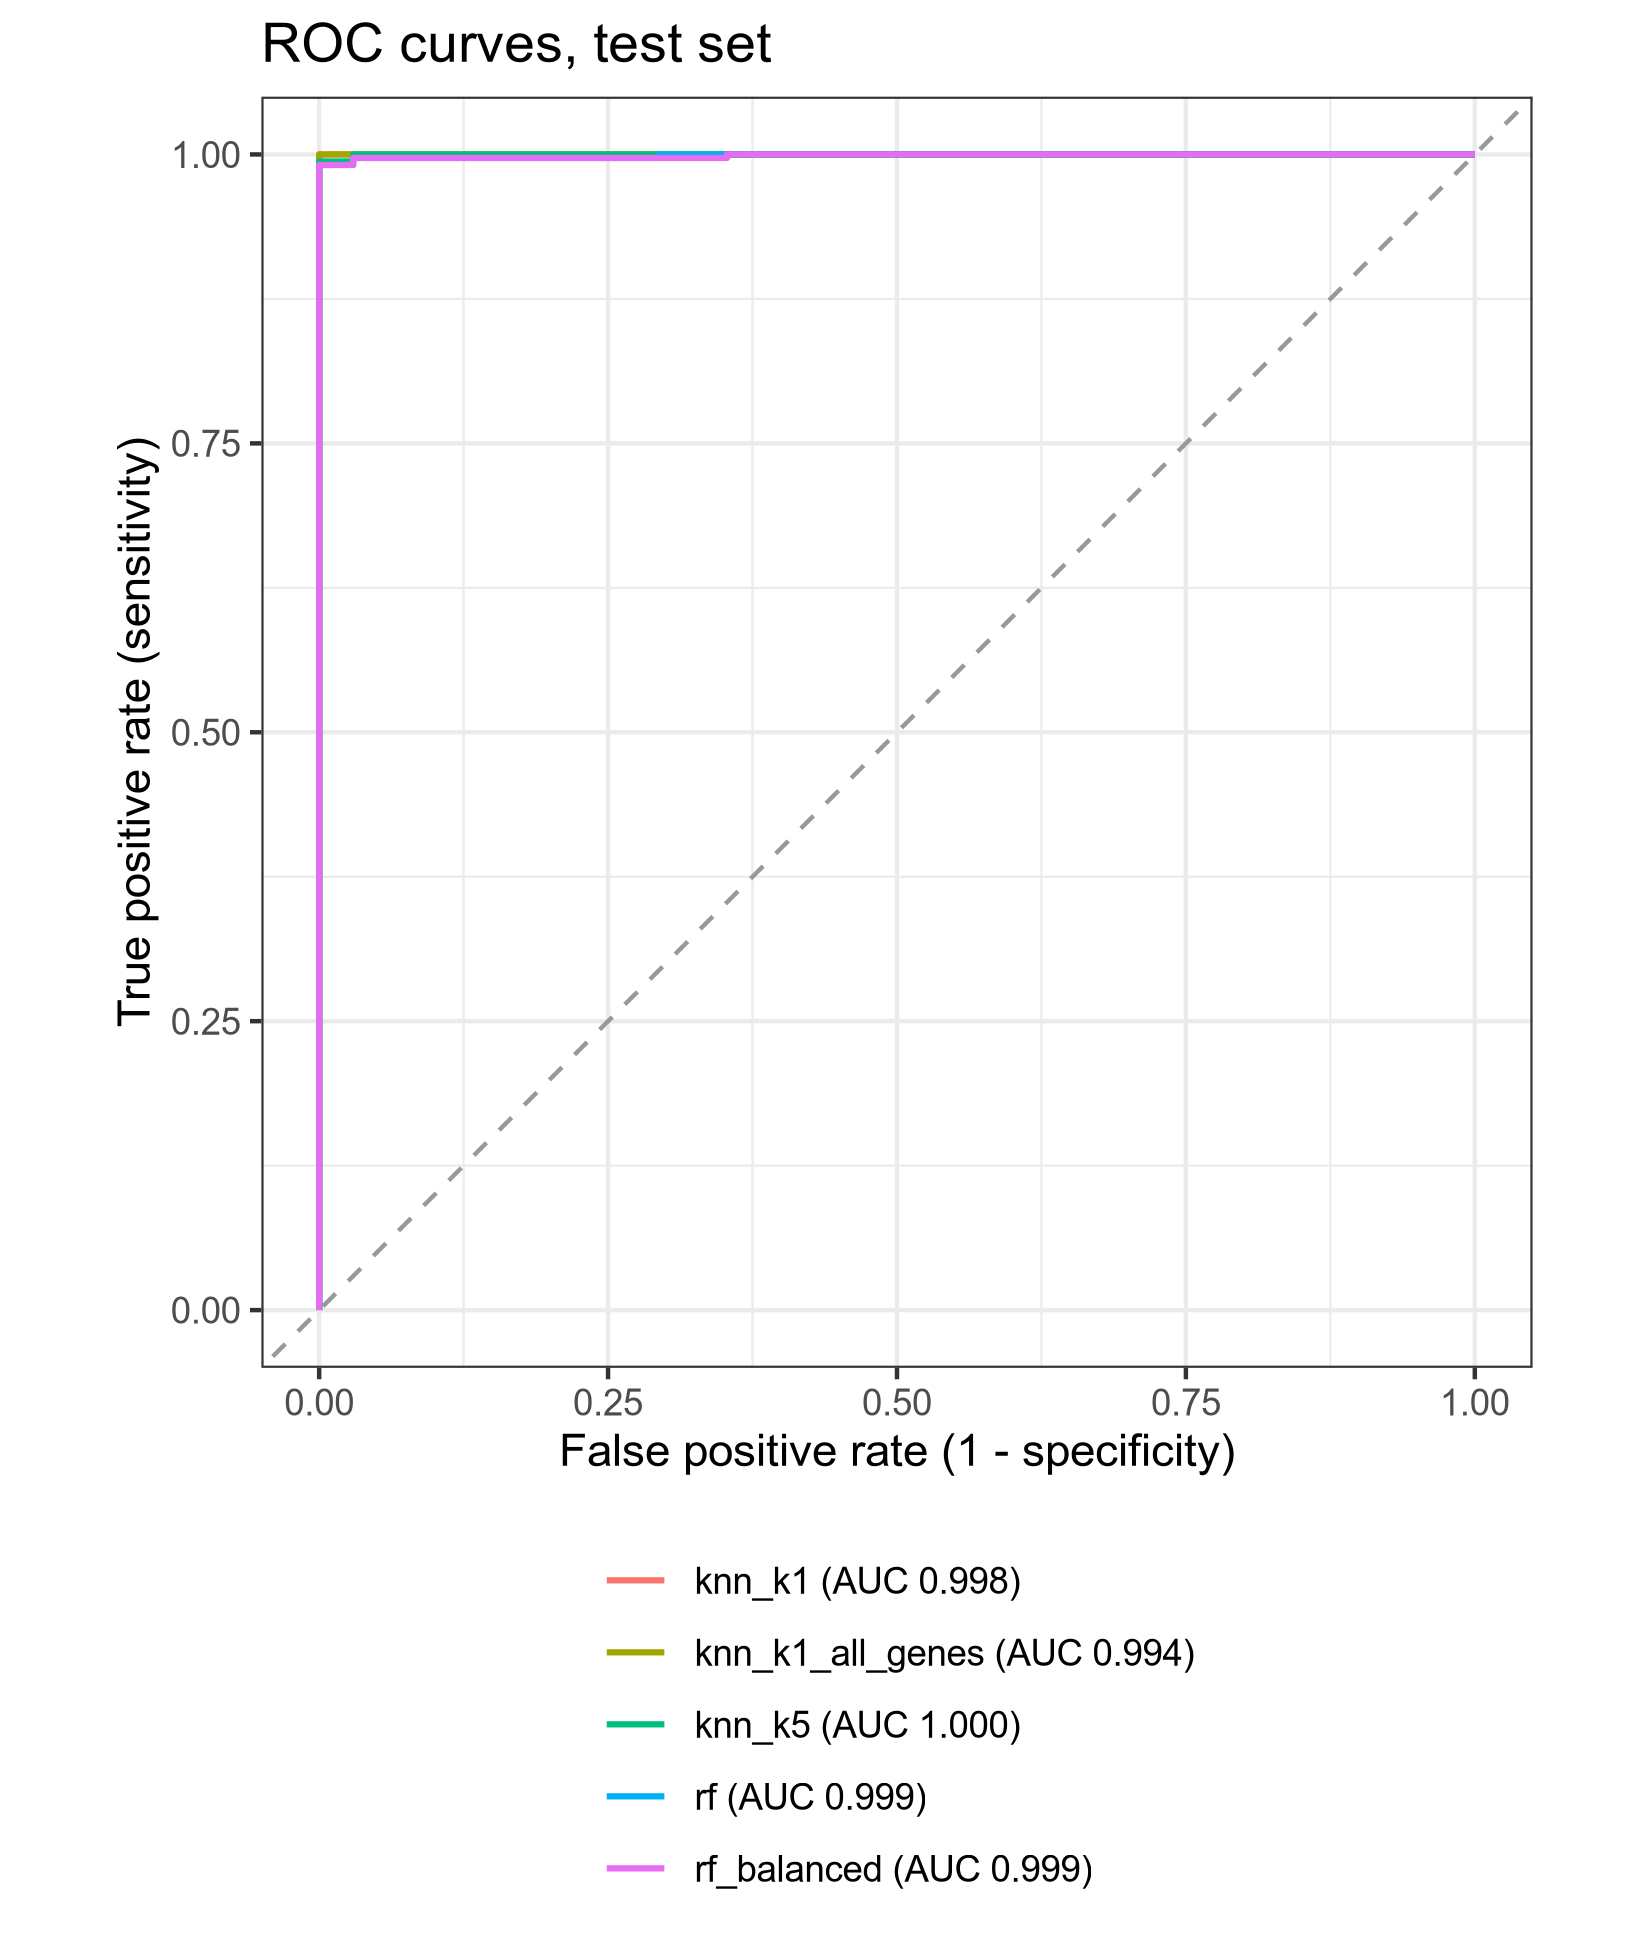 ROC curves, test set
1.00
0.75
0.50
0.25
0.00
True positive rate (sensitivity)
0.00 0.25 0.50 0.75 1.00
False positive rate (1 - specificity)
knn_k1 (AUC 0.998)
knn_k1_all_genes (AUC 0.994)
knn_k5 (AUC 1.000)
rf (AUC 0.999)
rf_balanced (AUC 0.999)